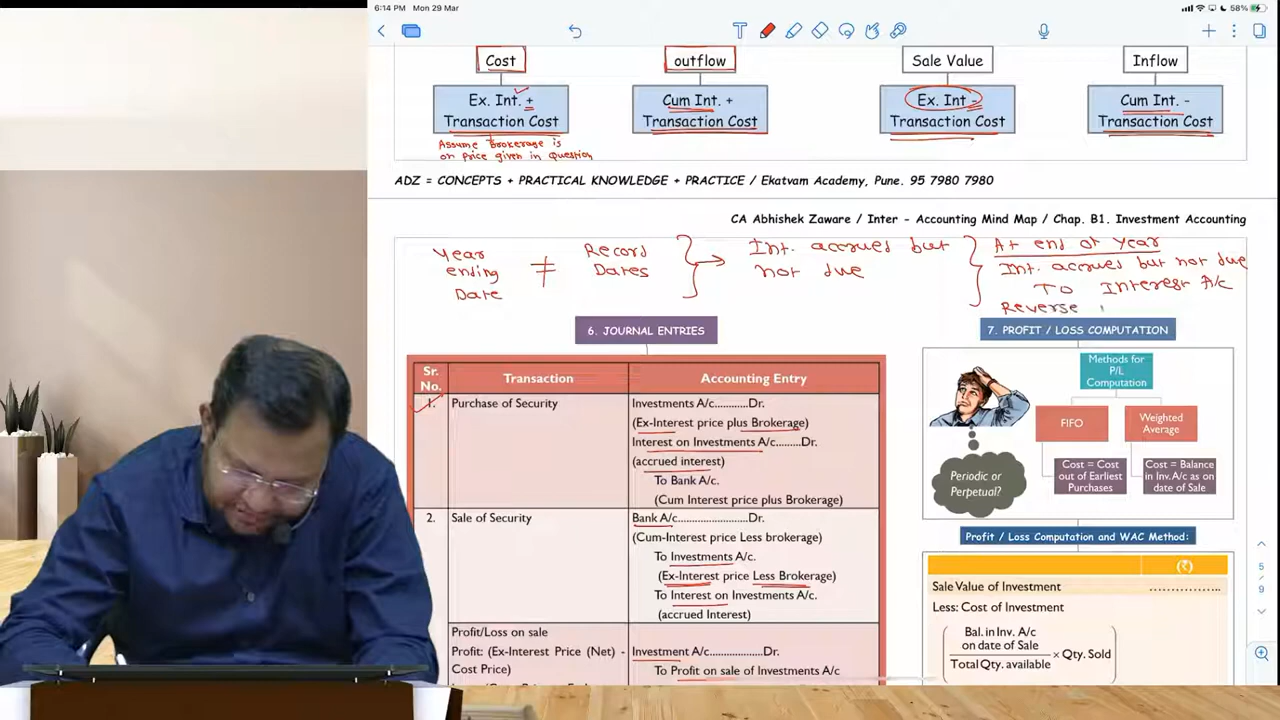 6:14 PM Mon 29 Mar
58%
Cost
outflow
Sale Value
Inflow
Ex. Int. +
Transaction Cost
Cum Int. +
Transaction Cost
Ex. Int -
Transaction Cost
Cum Int. -
Transaction Cost
Assume Brokerage is
on price given in question
ADZ = CONCEPTS + PRACTICAL KNOWLEDGE + PRACTICE / Ekatvam Academy, Pune. 95 7980 7980
CA Abhishek Zaware / Inter - Accounting Mind Map / Chap. B1. Investment Accounting
Year
ending
Date
≠
Record
Dates
Int. accrues but
not due
At end of year
Int. accrues but not due
To Interest A/c
Reverse
6. JOURNAL ENTRIES
Sr. No.
Transaction
Accounting Entry
1.
Purchase of Security
Investments A/c...........Dr.
(Ex-Interest price plus Brokerage)
Interest on Investments A/c........Dr.
(accrued interest)
To Bank A/c.
(Cum Interest price plus Brokerage)
2.
Sale of Security
Bank A/c........................Dr.
(Cum-Interest price Less brokerage)
To Investments A/c.
(Ex-Interest price Less Brokerage)
To Interest on Investments A/c.
(accrued Interest)
Profit/Loss on sale
Profit: (Ex-Interest Price (Net) -
Cost Price)
Investment A/c....................Dr.
To Profit on sale of Investments A/c
7. PROFIT / LOSS COMPUTATION
Methods for
P/L
Computation
FIFO
Weighted
Average
Periodic or
Perpetual?
Cost = Cost
out of Earliest
Purchases
Cost = Balance
in Inv. A/c as on
date of Sale
Profit / Loss Computation and WAC Method:
(₹)
Sale Value of Investment ................
Less: Cost of Investment
Bal. in Inv. A/c
on date of Sale
Total Qty. available
× Qty. Sold
5
/
9